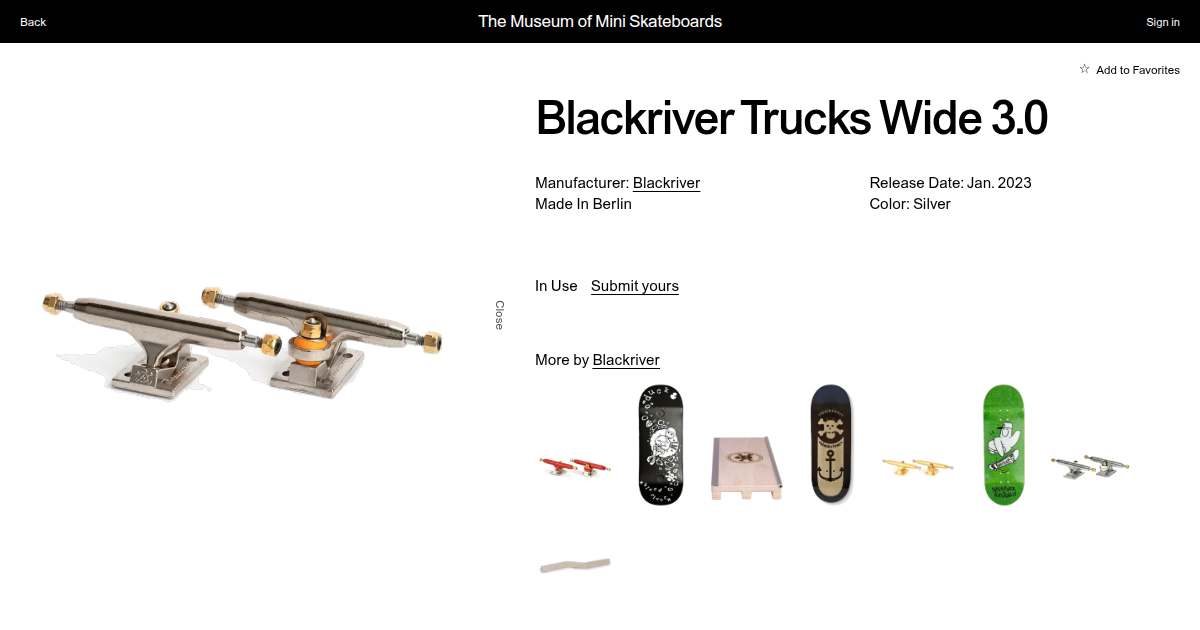 Back
The Museum of Mini Skateboards
Sign in
☆ Add to Favorites
Blackriver Trucks Wide 3.0
Manufacturer: Blackriver
Made In Berlin
Release Date: Jan. 2023
Color: Silver
In Use Submit yours
Close
More by Blackriver